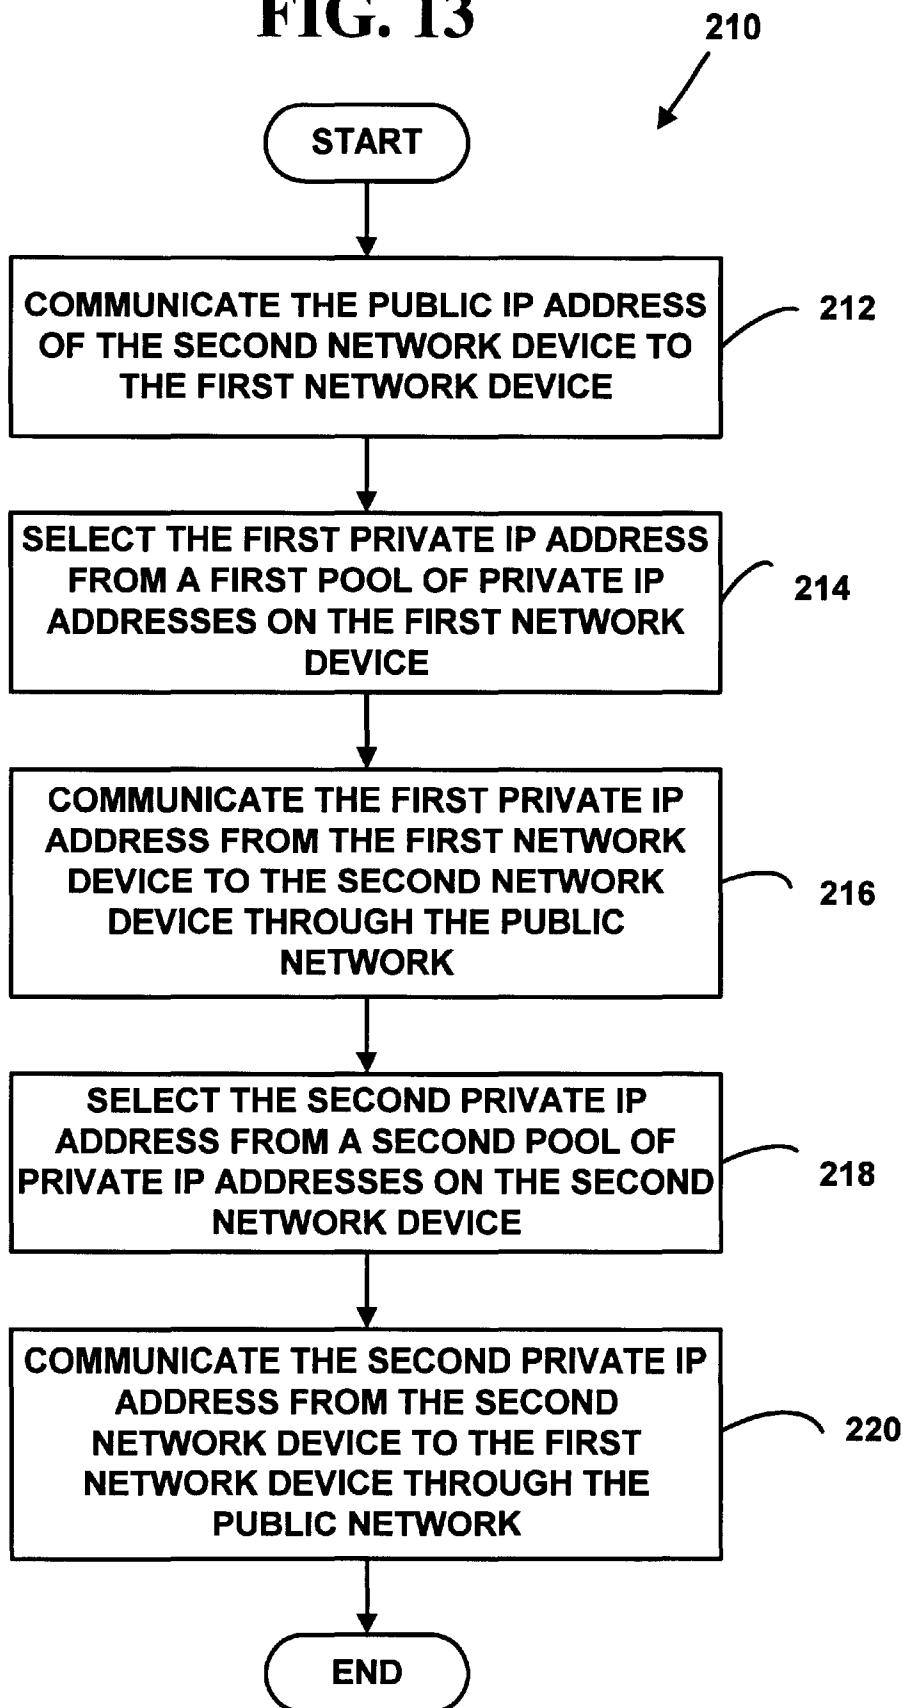 FIG. 13
210
START
COMMUNICATE THE PUBLIC IP ADDRESS
OF THE SECOND NETWORK DEVICE TO
THE FIRST NETWORK DEVICE
212
SELECT THE FIRST PRIVATE IP ADDRESS
FROM A FIRST POOL OF PRIVATE IP
ADDRESSES ON THE FIRST NETWORK
DEVICE
214
COMMUNICATE THE FIRST PRIVATE IP
ADDRESS FROM THE FIRST NETWORK
DEVICE TO THE SECOND NETWORK
DEVICE THROUGH THE PUBLIC
NETWORK
216
SELECT THE SECOND PRIVATE IP
ADDRESS FROM A SECOND POOL OF
PRIVATE IP ADDRESSES ON THE SECOND
NETWORK DEVICE
218
COMMUNICATE THE SECOND PRIVATE IP
ADDRESS FROM THE SECOND
NETWORK DEVICE TO THE FIRST
NETWORK DEVICE THROUGH THE
PUBLIC NETWORK
220
END